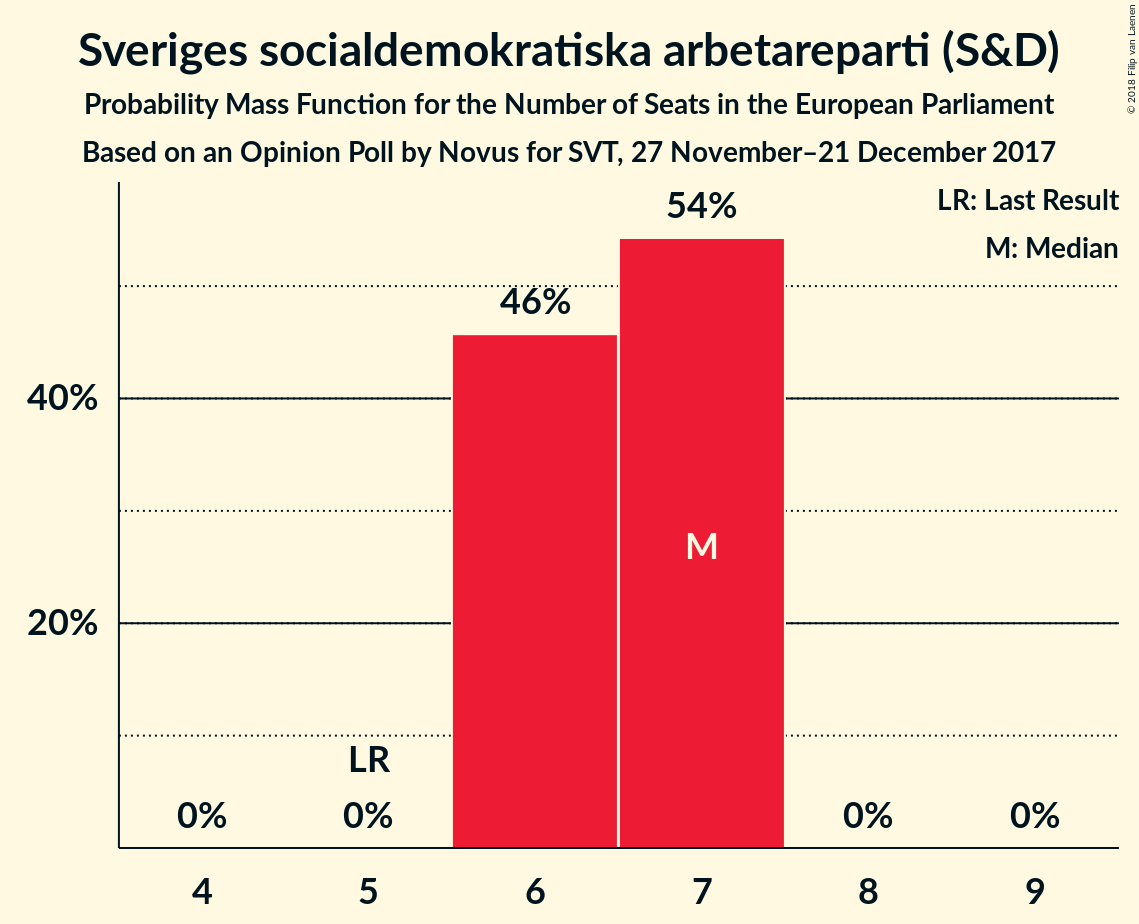 Sveriges socialdemokratiska arbetareparti (S&D)
Probability Mass Function for the Number of Seats in the European Parliament
Based on an Opinion Poll by Novus for SVT, 27 November–21 December 2017
© 2018 Filip van Laenen
LR: Last Result
M: Median
54%
46%
40%
M
20%
LR
0% 0% 0% 0%
4 5 6 7 8 9